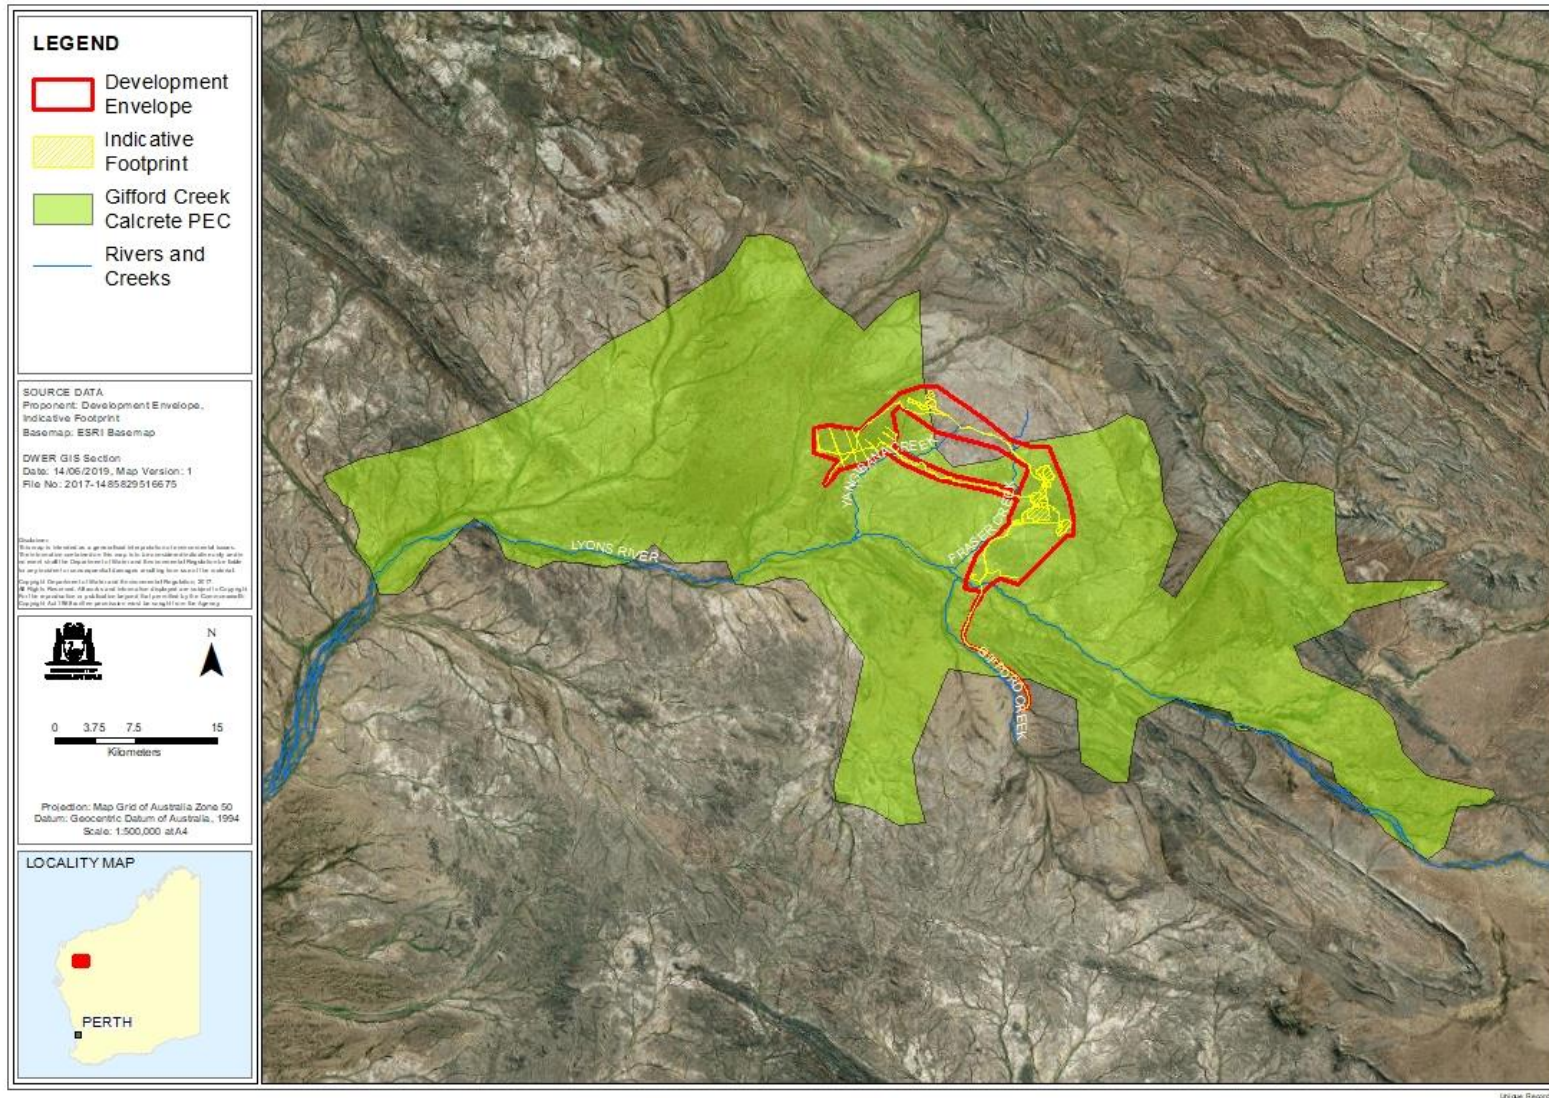 LEGEND
Development
Envelope
Indicative
Footprint
Gifford Creek
Calcrete PEC
Rivers and
Creeks
SOURCE DATA
Proponent: Development Envelope,
Indicative Footprint
Basemap: ESRI Basemap
DWER GIS Section
Date: 14/06/2019, Map Version: 1
File No: 2017-1485829516675
N
0 3.75 7.5 15
Kilometers
Projection: Map Grid of Australia Zone 50
Datum: Geocentric Datum of Australia, 1994
Scale: 1:500,000 at A4
LOCALITY MAP
PERTH
LYONS RIVER
FRASER CREEK
GIFFORD CREEK